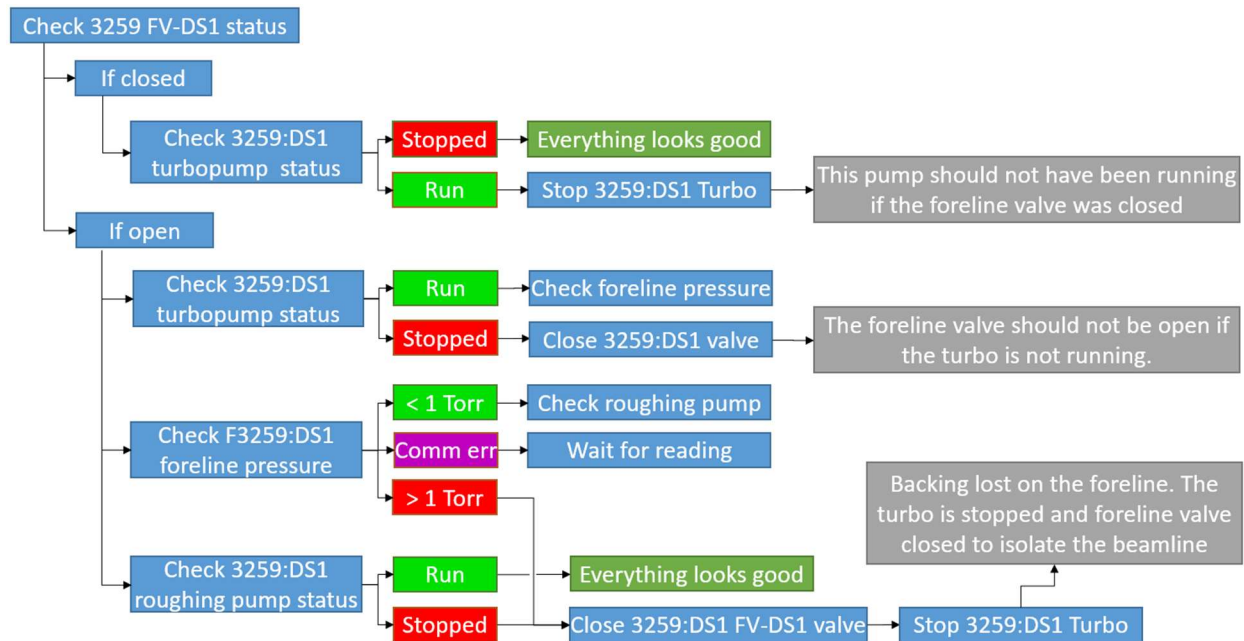 Check 3259 FV-DS1 status
If closed
Check 3259:DS1
turbopump status
Stopped
Everything looks good
Run
Stop 3259:DS1 Turbo
This pump should not have been running
if the foreline valve was closed
If open
Check 3259:DS1
turbopump status
Run
Check foreline pressure
Stopped
Close 3259:DS1 valve
The foreline valve should not be open if
the turbo is not running.
Check F3259:DS1
foreline pressure
< 1 Torr
Check roughing pump
Comm err
Wait for reading
> 1 Torr
Check 3259:DS1
roughing pump status
Run
Everything looks good
Stopped
Close 3259:DS1 FV-DS1 valve
Stop 3259:DS1 Turbo
Backing lost on the foreline. The
turbo is stopped and foreline valve
closed to isolate the beamline